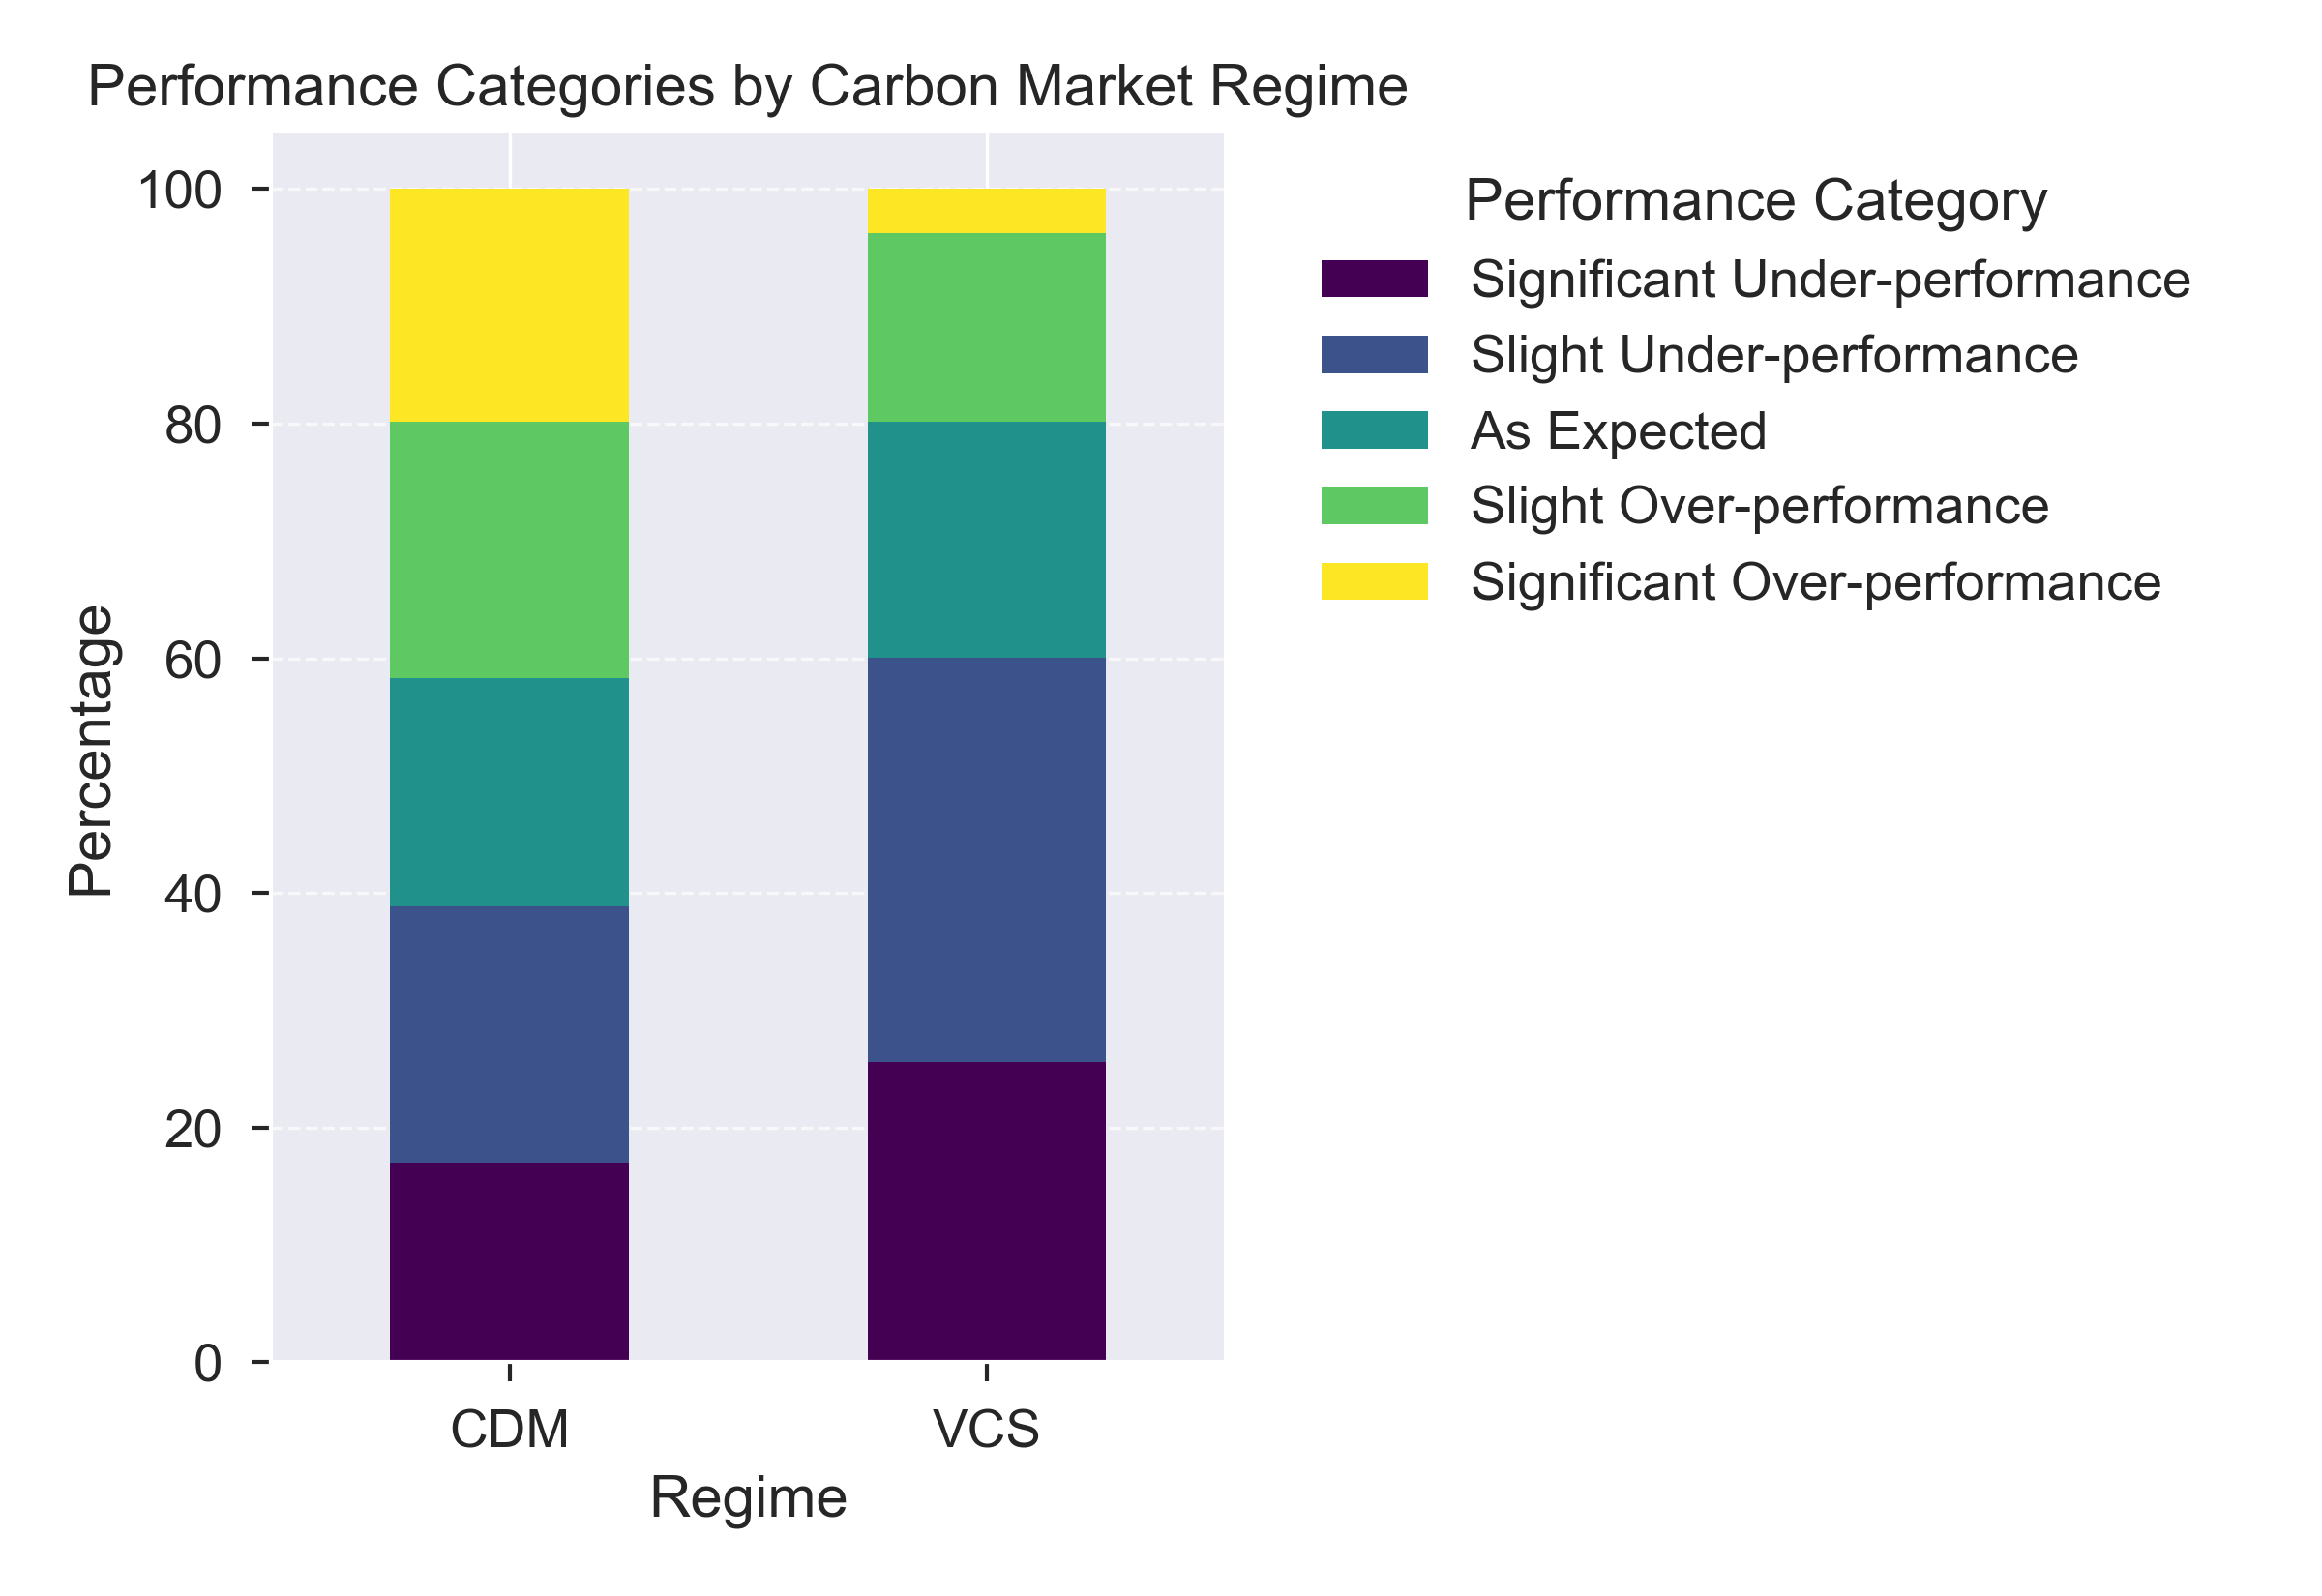 Performance Categories by Carbon Market Regime
100
80
60
40
20
0
Percentage
CDM
VCS
Regime
Performance Category
Significant Under-performance
Slight Under-performance
As Expected
Slight Over-performance
Significant Over-performance